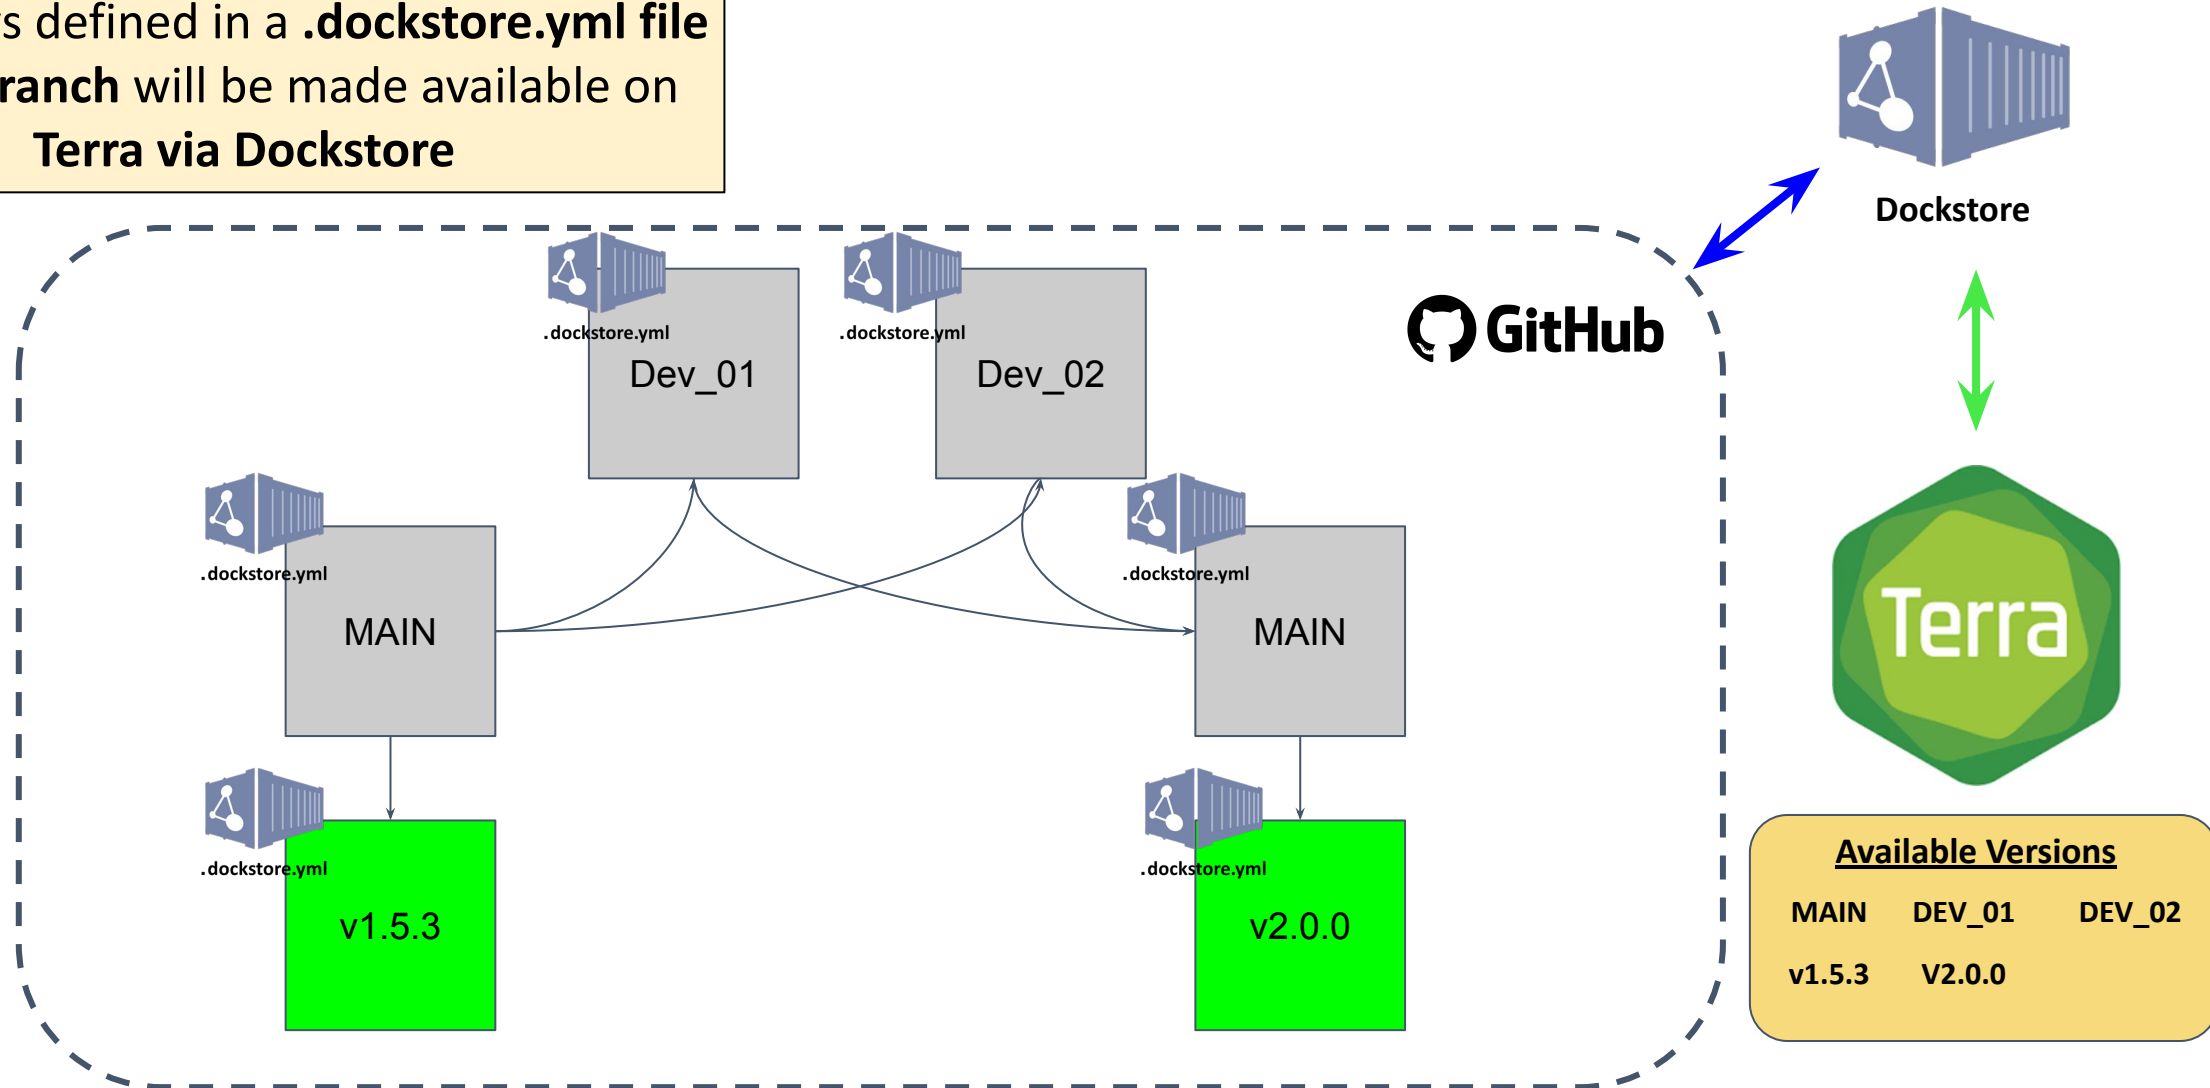 s defined in a .dockstore.yml file
ranch will be made available on
Terra via Dockstore
Dockstore
.dockstore.yml
.dockstore.yml
GitHub
Dev_01
Dev_02
.dockstore.yml
.dockstore.yml
MAIN
MAIN
Terra
.dockstore.yml
.dockstore.yml
v1.5.3
v2.0.0
Available Versions
MAIN DEV_01 DEV_02
v1.5.3 V2.0.0